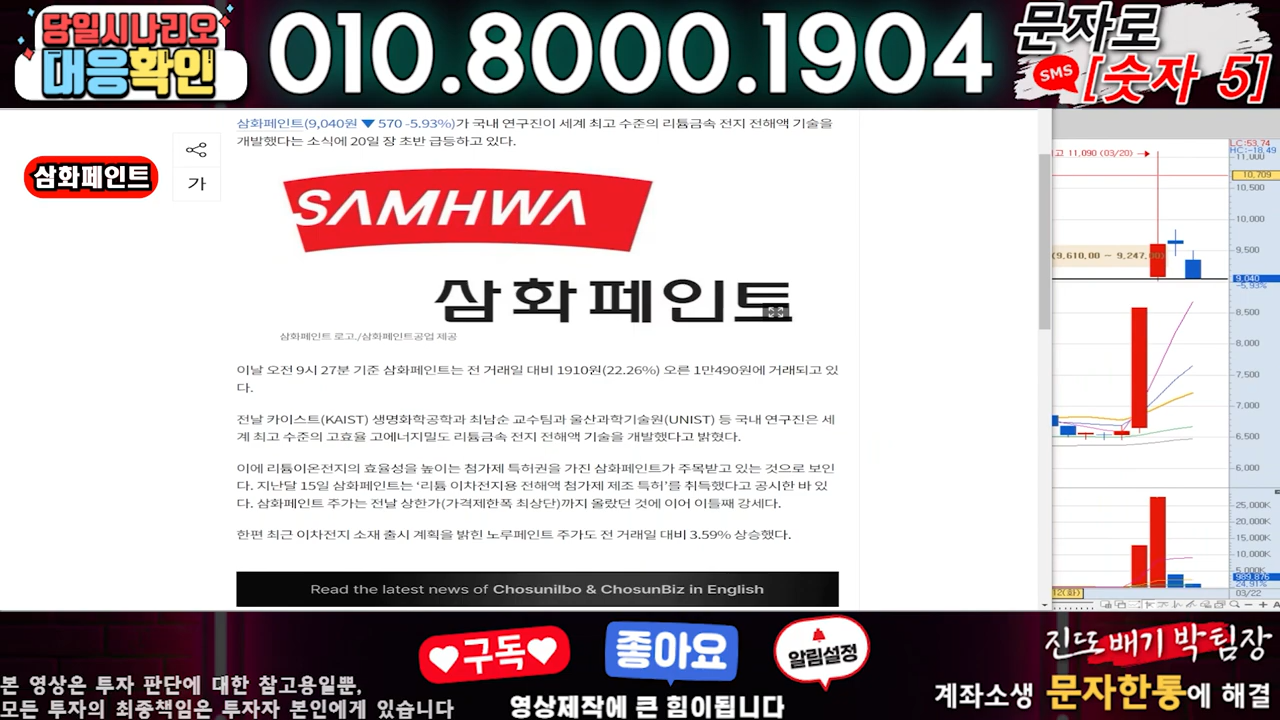 당일시나리오
대응확인
010.8000.1904
문자로
SMS
[숫자 5]
삼화페인트(9,040원 ▼ 570 -5.93%)가 국내 연구진이 세계 최고 수준의 리튬금속 전지 전해액 기술을
개발했다는 소식에 20일 장 초반 급등하고 있다.
삼화페인트
가
SAMHWA
삼화페인트
삼화페인트 로고./삼화페인트공업 제공
이날 오전 9시 27분 기준 삼화페인트는 전 거래일 대비 1910원(22.26%) 오른 1만490원에 거래되고 있
다.
전날 카이스트(KAIST) 생명화학공학과 최남순 교수팀과 울산과학기술원(UNIST) 등 국내 연구진은 세
계 최고 수준의 고효율 고에너지밀도 리튬금속 전지 전해액 기술을 개발했다고 밝혔다.
이에 리튬이온전지의 효율성을 높이는 첨가제 특허권을 가진 삼화페인트가 주목받고 있는 것으로 보인
다. 지난달 15일 삼화페인트는 ‘리튬 이차전지용 전해액 첨가제 제조 특허’를 취득했다고 공시한 바 있
다. 삼화페인트 주가는 전날 상한가(가격제한폭 최상단)까지 올랐던 것에 이어 이틀째 강세다.
한편 최근 이차전지 소재 출시 계획을 밝힌 노루페인트 주가도 전 거래일 대비 3.59% 상승했다.
Read the latest news of Chosunilbo & ChosunBiz in English
LC:53.74
HC:-18.49
고 11,090 (03/20)
11,000
10,709
10,500
10,000
9,500
(9,610.00 ~ 9,247.00)
9,040
-5.93%
8,500
8,000
7,500
7,000
6,500
6,000
25,000K
20,000K
15,000K
10,000K
5,000K
989.876
24.91%
03/22
구독
좋아요
알림설정
본 영상은 투자 판단에 대한 참고용일뿐,
모든 투자의 최종책임은 투자자 본인에게 있습니다
영상제작에 큰 힘이됩니다
진또배기 박팀장
계좌소생 문자한통에 해결